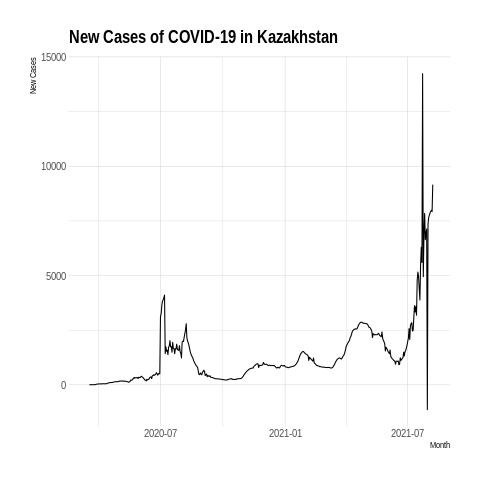 New Cases of COVID-19 in Kazakhstan
New Cases
15000
10000
5000
0
2020-07
2021-01
2021-07
Month